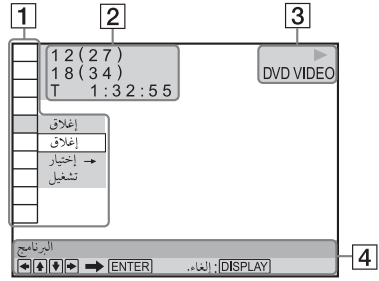 1
2
3
12(27)
18(34)
T 1:32:55
DVD VIDEO
إغلاق
إغلاق
← إختيار
تشغيل
البرنامج
ENTER
DISPLAY : إلغاء.
4